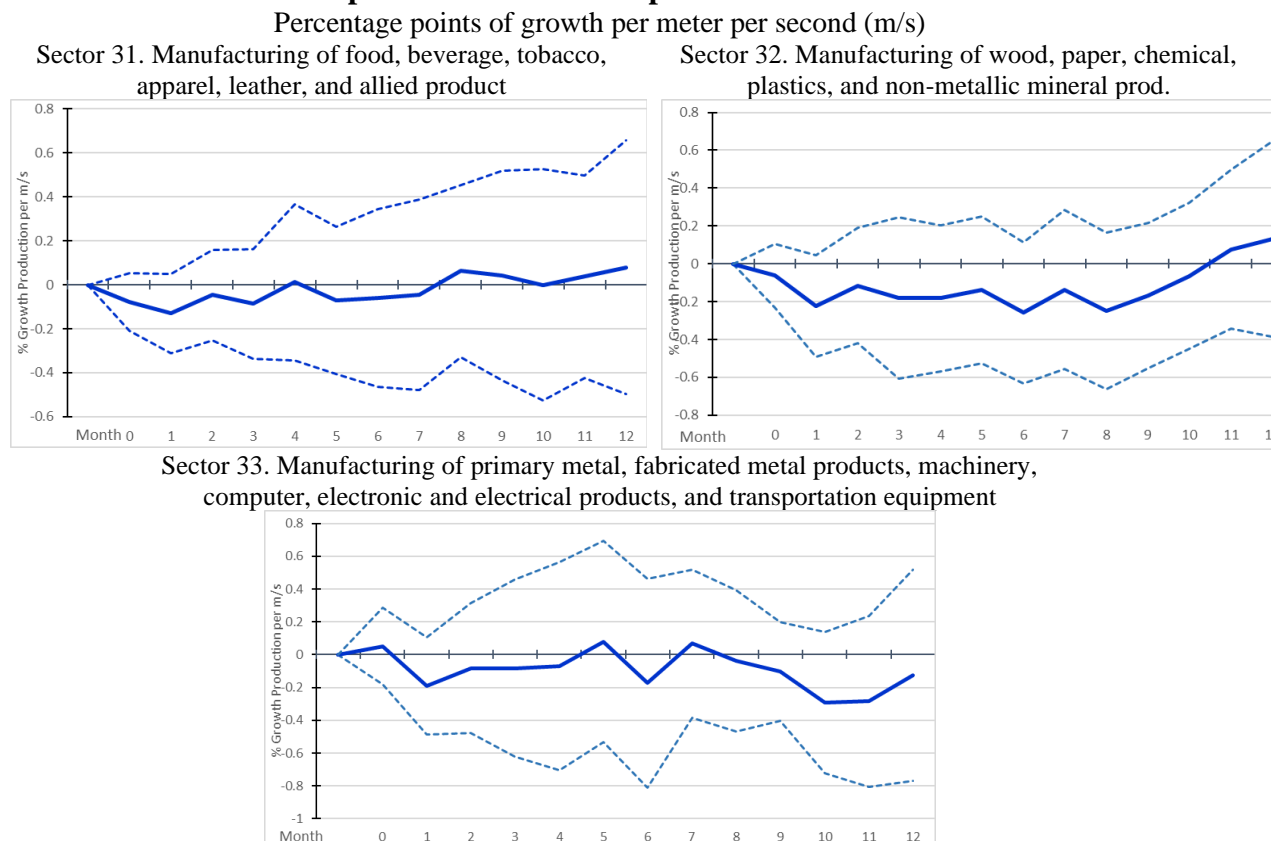 Percentage points of growth per meter per second (m/s)
Sector 31. Manufacturing of food, beverage, tobacco,
apparel, leather, and allied product
% Growth Production per m/s
0.8
0.6
0.4
0.2
0
-0.2
-0.4
-0.6
Month 0 1 2 3 4 5 6 7 8 9 10 11 12
Sector 32. Manufacturing of wood, paper, chemical,
plastics, and non-metallic mineral prod.
% Growth Production per m/s
0.8
0.6
0.4
0.2
0
-0.2
-0.4
-0.6
-0.8
Month 0 1 2 3 4 5 6 7 8 9 10 11
Sector 33. Manufacturing of primary metal, fabricated metal products, machinery,
computer, electronic and electrical products, and transportation equipment
% Growth Production per m/s
0.8
0.6
0.4
0.2
0
-0.2
-0.4
-0.6
-0.8
-1
Month 0 1 2 3 4 5 6 7 8 9 10 11 12